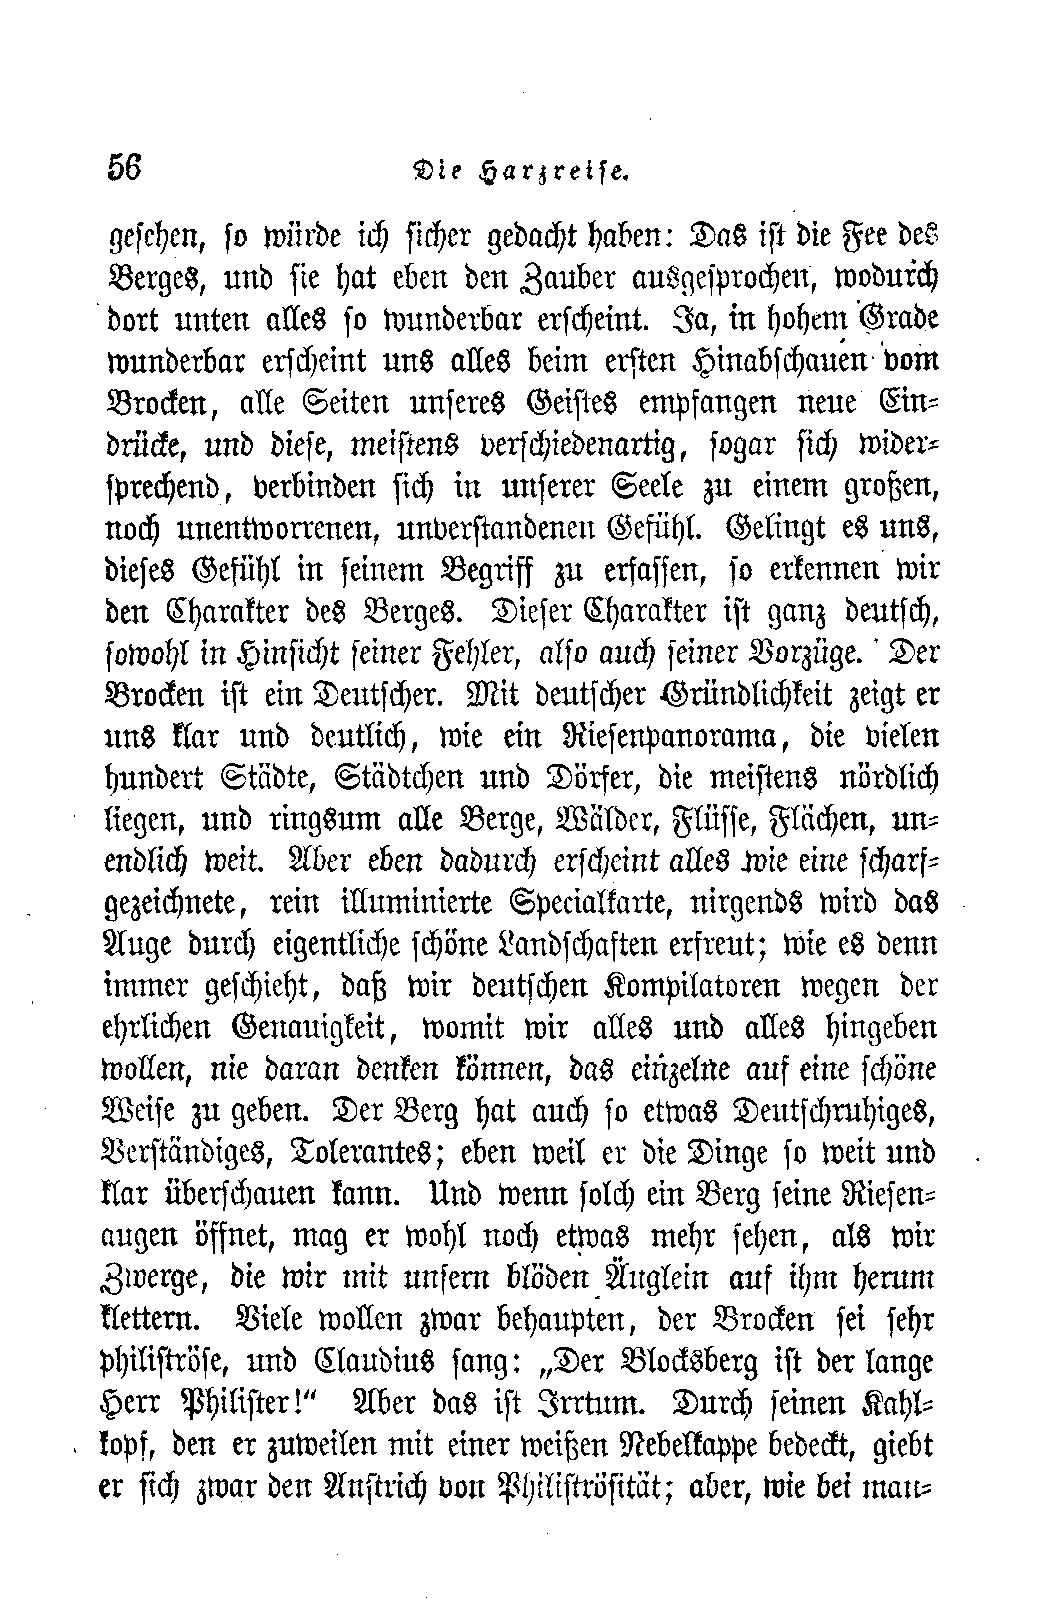 56 Die Harzreise.
gesehen, so würde ich sicher gedacht haben: Das ist die Fee des
Berges, und sie hat eben den Zauber ausgesprochen, wodurch
dort unten alles so wunderbar erscheint. Ja, in hohem Grade
wunderbar erscheint uns alles beim ersten Hinabschauen vom
Brocken, alle Seiten unseres Geistes empfangen neue Ein-
drücke, und diese, meistens verschiedenartig, sogar sich wider-
sprechend, verbinden sich in unserer Seele zu einem großen,
noch unentworrenen, unverstandenen Gefühl. Gelingt es uns,
dieses Gefühl in seinem Begriff zu erfassen, so erkennen wir
den Charakter des Berges. Dieser Charakter ist ganz deutsch,
sowohl in Hinsicht seiner Fehler, also auch seiner Vorzüge. Der
Brocken ist ein Deutscher. Mit deutscher Gründlichkeit zeigt er
uns klar und deutlich, wie ein Riesenpanorama, die vielen
hundert Städte, Städtchen und Dörfer, die meistens nördlich
liegen, und ringsum alle Berge, Wälder, Flüsse, Flächen, un-
endlich weit. Aber eben dadurch erscheint alles wie eine scharf-
gezeichnete, rein illuminierte Specialkarte, nirgends wird das
Auge durch eigentliche schöne Landschaften erfreut; wie es denn
immer geschieht, daß wir deutschen Kompilatoren wegen der
ehrlichen Genauigkeit, womit wir alles und alles hingeben
wollen, nie daran denken können, das einzelne auf eine schöne
Weise zu geben. Der Berg hat auch so etwas Deutschruhiges,
Verständiges, Tolerantes; eben weil er die Dinge so weit und
klar überschauen kann. Und wenn solch ein Berg seine Riesen-
augen öffnet, mag er wohl noch etwas mehr sehen, als wir
Zwerge, die wir mit unsern blöden Äuglein auf ihm herum
klettern. Viele wollen zwar behaupten, der Brocken sei sehr
philiströse, und Claudius sang: „Der Blocksberg ist der lange
Herr Philister!“ Aber das ist Irrtum. Durch seinen Kahl-
kopf, den er zuweilen mit einer weißen Nebelkappe bedeckt, giebt
er sich zwar den Anstrich von Philiströsität; aber, wie bei man-